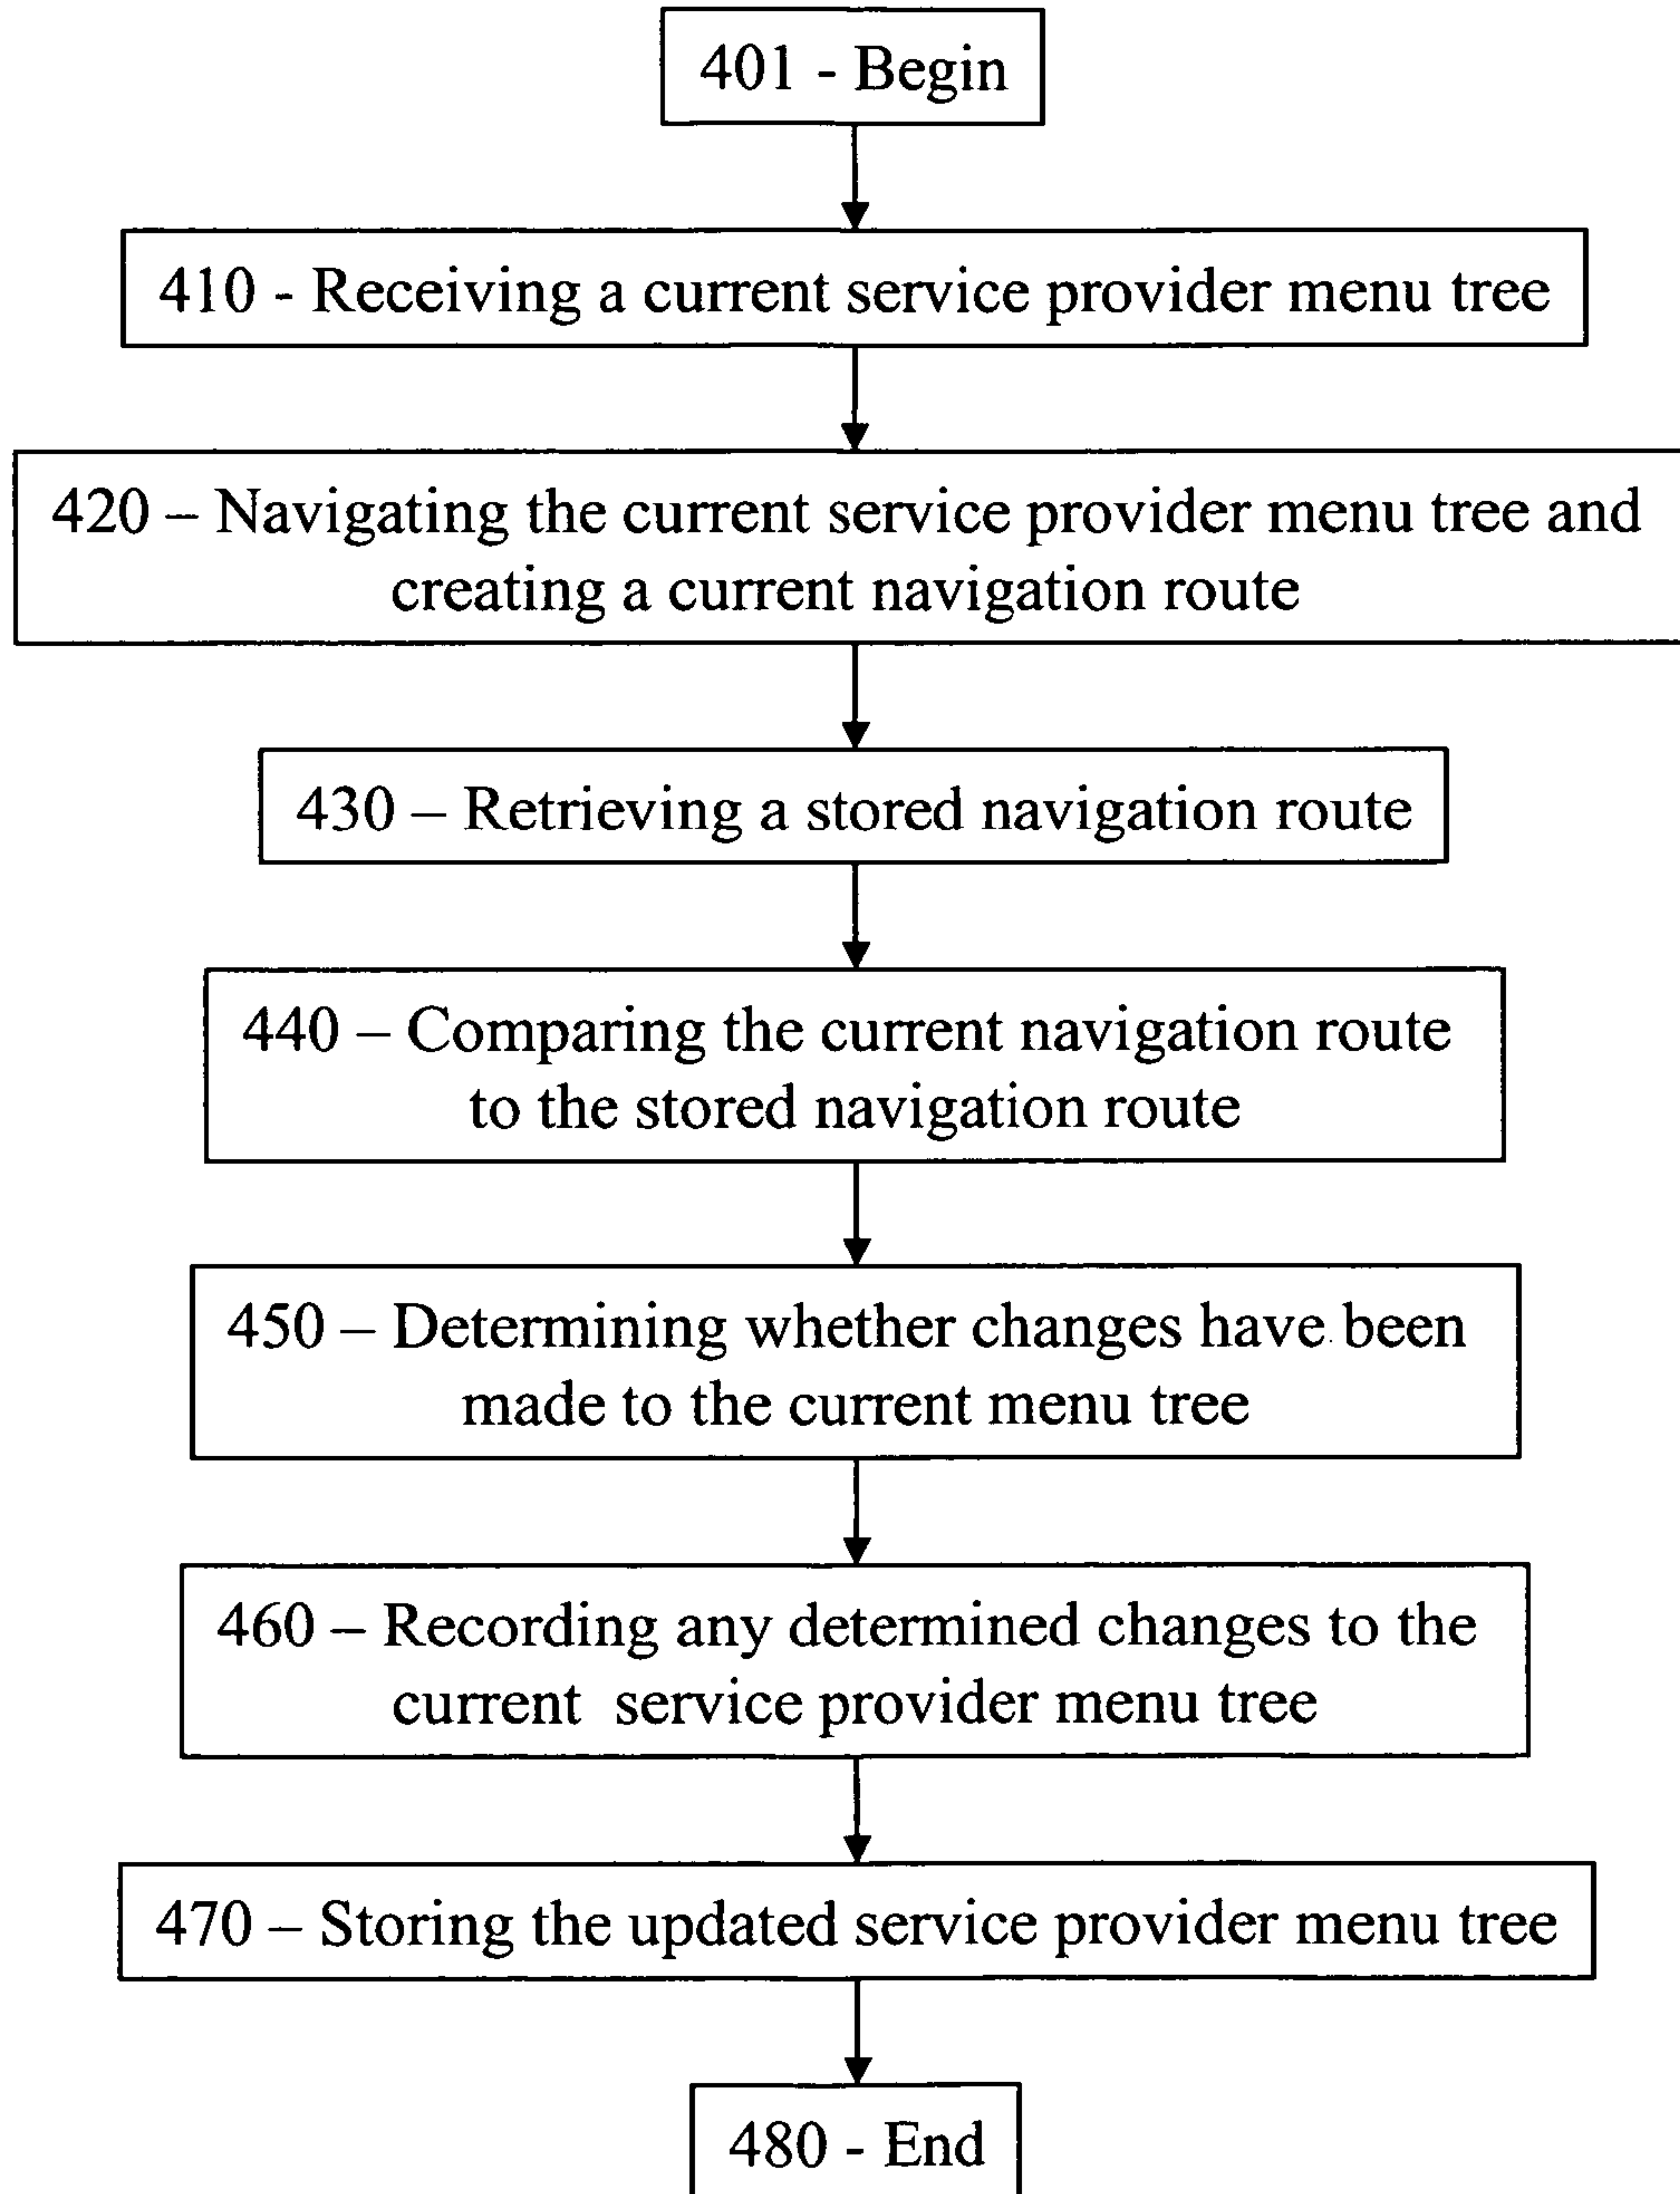 401 - Begin
410 - Receiving a current service provider menu tree
420 – Navigating the current service provider menu tree and
creating a current navigation route
430 – Retrieving a stored navigation route
440 – Comparing the current navigation route
to the stored navigation route
450 – Determining whether changes have been
made to the current menu tree
460 – Recording any determined changes to the
current service provider menu tree
470 – Storing the updated service provider menu tree
480 - End